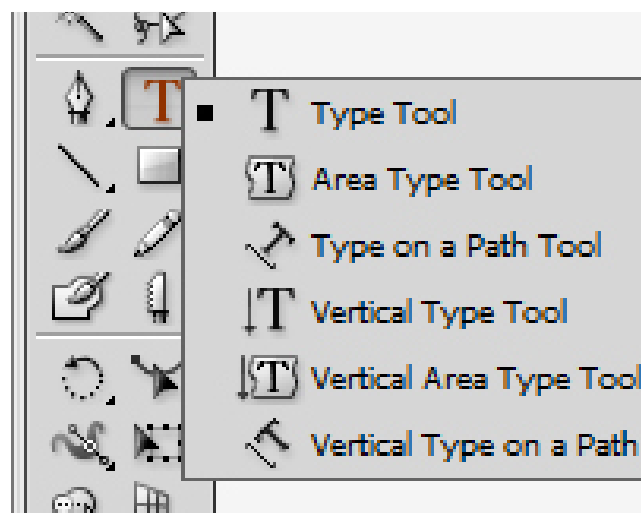 T Type Tool
T Area Type Tool
Type on a Path Tool
T Vertical Type Tool
T Vertical Area Type Tool
Vertical Type on a Path